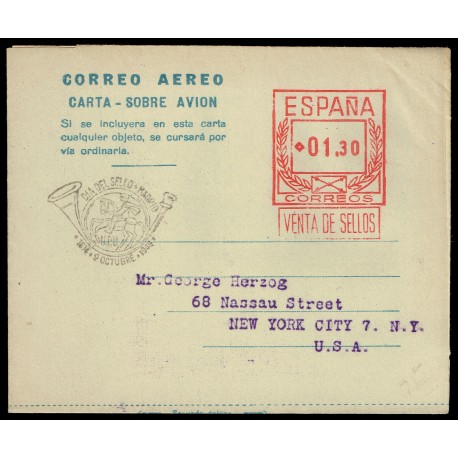 CORREO AEREO
CARTA - SOBRE AVION
Si se incluyera en esta carta
cualquier objeto, se cursará por
vía ordinaria.
ESPAÑA
01,30
CORREOS
VENTA DE SELLOS
DIA DEL SELLO • MADRID
U.P.U.
9 OCTUBRE
Mr. George Herzog
68 Nassau Street
NEW YORK CITY 7. N.Y.
U.S.A.